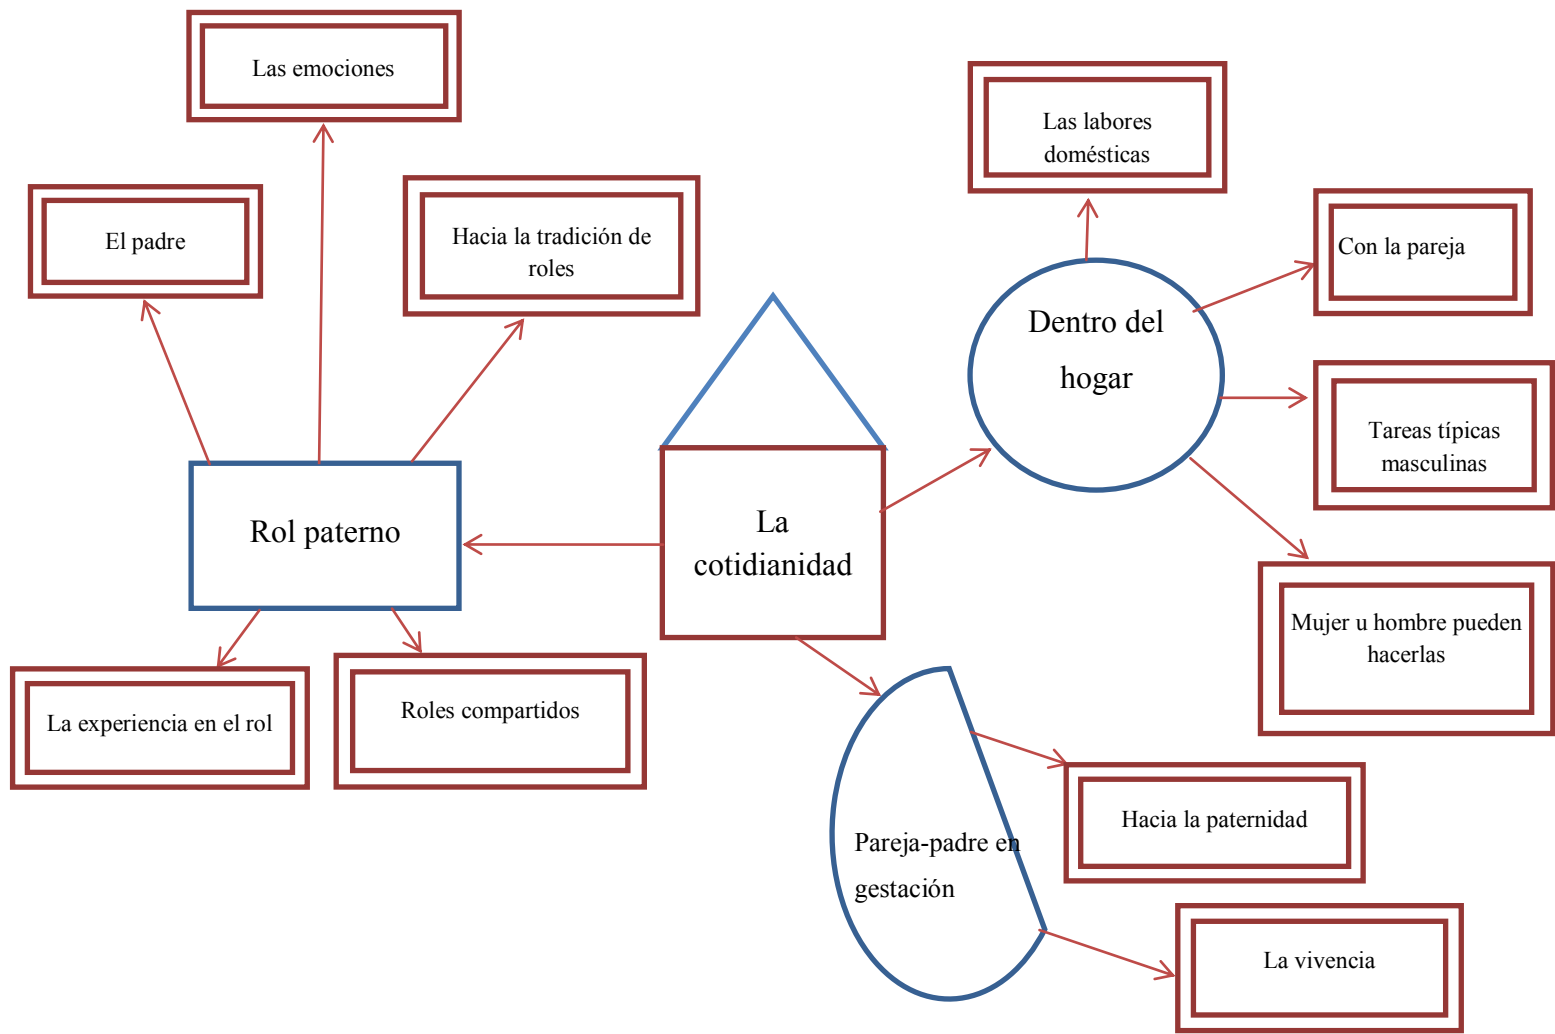 Las emociones
El padre
Hacia la tradición de
roles
Rol paterno
La experiencia en el rol
Roles compartidos
La
cotidianidad
Dentro del
hogar
Las labores
domésticas
Con la pareja
Tareas típicas
masculinas
Mujer u hombre pueden
hacerlas
Pareja-padre en
gestación
Hacia la paternidad
La vivencia